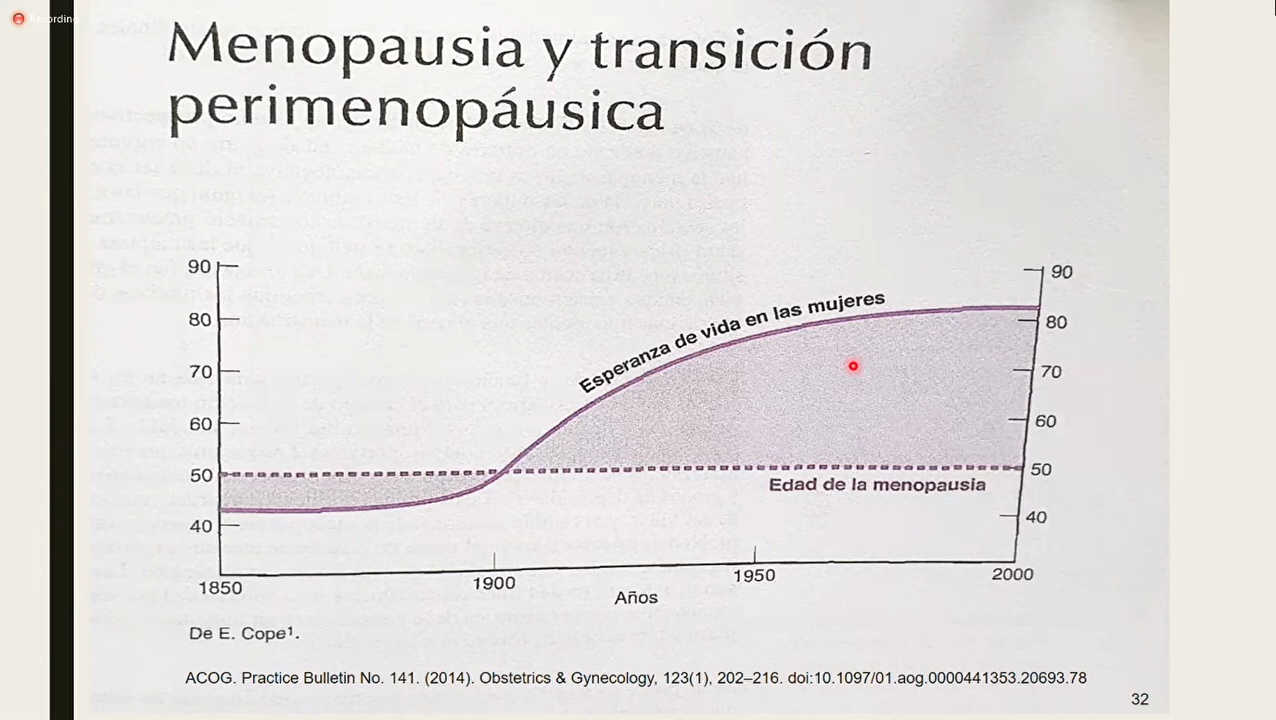 Recording
Menopausia y transición
perimenopáusica
90
80
70
60
50
40
90
80
70
60
50
40
Esperanza de vida en las mujeres
Edad de la menopausia
1850
1900
1950
2000
Años
De E. Cope¹.
ACOG. Practice Bulletin No. 141. (2014). Obstetrics & Gynecology, 123(1), 202–216. doi:10.1097/01.aog.0000441353.20693.78
32